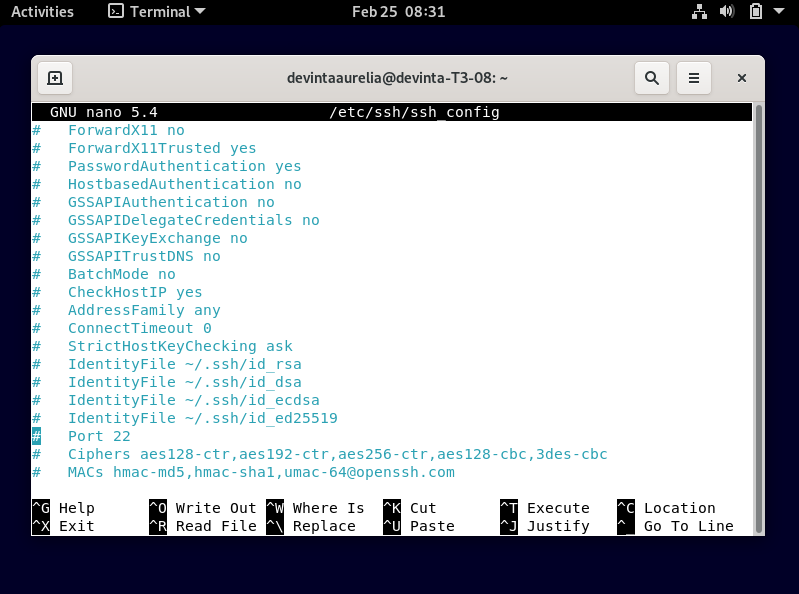 Activities Terminal Feb 25 08:31
devintaaurelia@devinta-T3-08: ~
GNU nano 5.4 /etc/ssh/ssh_config
# ForwardX11 no
# ForwardX11Trusted yes
# PasswordAuthentication yes
# HostbasedAuthentication no
# GSSAPIAuthentication no
# GSSAPIDelegateCredentials no
# GSSAPIKeyExchange no
# GSSAPITrustDNS no
# BatchMode no
# CheckHostIP yes
# AddressFamily any
# ConnectTimeout 0
# StrictHostKeyChecking ask
# IdentityFile ~/.ssh/id_rsa
# IdentityFile ~/.ssh/id_dsa
# IdentityFile ~/.ssh/id_ecdsa
# IdentityFile ~/.ssh/id_ed25519
# Port 22
# Ciphers aes128-ctr,aes192-ctr,aes256-ctr,aes128-cbc,3des-cbc
# MACs hmac-md5,hmac-sha1,umac-64@openssh.com
^G Help ^O Write Out ^W Where Is ^K Cut ^T Execute ^C Location
^X Exit ^R Read File ^\ Replace ^U Paste ^J Justify ^_ Go To Line